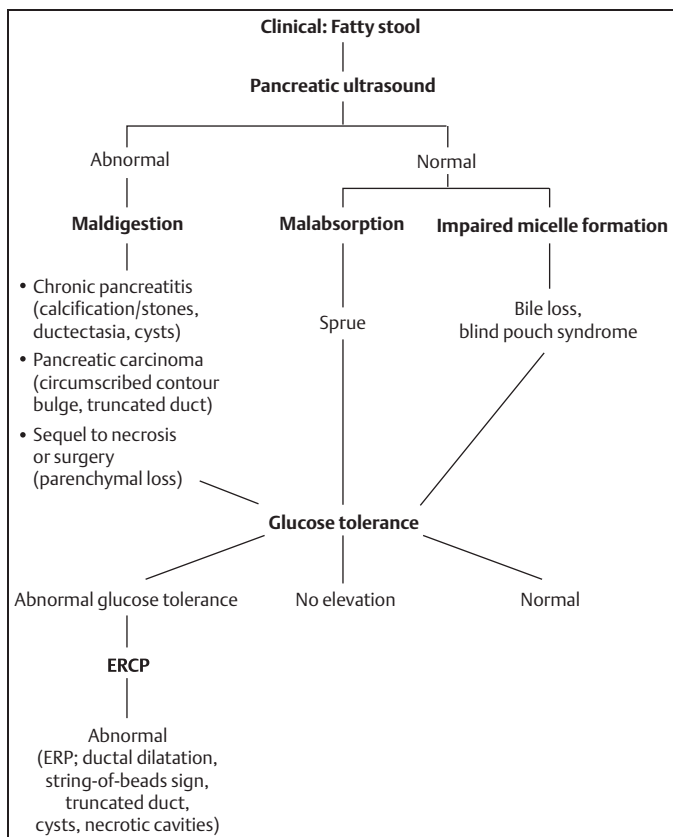 Clinical: Fatty stool
Pancreatic ultrasound
Abnormal
Normal
Maldigestion
Malabsorption
Impaired micelle formation
• Chronic pancreatitis
(calcification/stones,
ductectasia, cysts)
• Pancreatic carcinoma
(circumscribed contour
bulge, truncated duct)
• Sequel to necrosis
or surgery
(parenchymal loss)
Sprue
Bile loss,
blind pouch syndrome
Glucose tolerance
Abnormal glucose tolerance
No elevation
Normal
ERCP
Abnormal
(ERP; ductal dilatation,
string-of-beads sign,
truncated duct,
cysts, necrotic cavities)